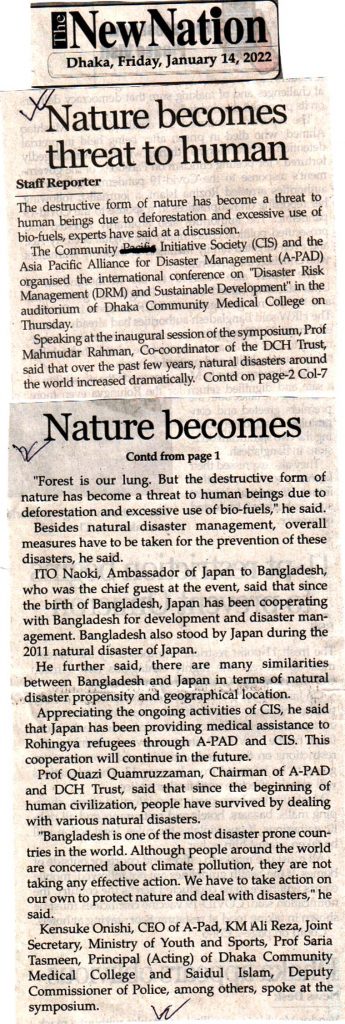 The New Nation
Dhaka, Friday, January 14, 2022
Nature becomes
threat to human
Staff Reporter
The destructive form of nature has become a threat to
human beings due to deforestation and excessive use of
bio-fuels, experts have said at a discussion.
The Community Pacific Initiative Society (CIS) and the
Asia Pacific Alliance for Disaster Management (A-PAD)
organised the international conference on "Disaster Risk
Management (DRM) and Sustainable Development" in the
auditorium of Dhaka Community Medical College on
Thursday.
Speaking at the inaugural session of the symposium, Prof
Mahmudar Rahman, Co-coordinator of the DCH Trust,
said that over the past few years, natural disasters around
the world increased dramatically. Contd on page-2 Col-7
Nature becomes
Contd from page 1
"Forest is our lung. But the destructive form of
nature has become a threat to human beings due to
deforestation and excessive use of bio-fuels," he said.
Besides natural disaster management, overall
measures have to be taken for the prevention of these
disasters, he said.
ITO Naoki, Ambassador of Japan to Bangladesh,
who was the chief guest at the event, said that since
the birth of Bangladesh, Japan has been cooperating
with Bangladesh for development and disaster man-
agement. Bangladesh also stood by Japan during the
2011 natural disaster of Japan.
He further said, there are many similarities
between Bangladesh and Japan in terms of natural
disaster propensity and geographical location.
Appreciating the ongoing activities of CIS, he said
that Japan has been providing medical assistance to
Rohingya refugees through A-PAD and CIS. This
cooperation will continue in the future.
Prof Quazi Quamruzzaman, Chairman of A-PAD
and DCH Trust, said that since the beginning of
human civilization, people have survived by dealing
with various natural disasters.
"Bangladesh is one of the most disaster prone coun-
tries in the world. Although people around the world
are concerned about climate pollution, they are not
taking any effective action. We have to take action on
our own to protect nature and deal with disasters," he
said.
Kensuke Onishi, CEO of A-Pad, KM Ali Reza, Joint
Secretary, Ministry of Youth and Sports, Prof Saria
Tasmeen, Principal (Acting) of Dhaka Community
Medical College and Saidul Islam, Deputy
Commissioner of Police, among others, spoke at the
symposium.